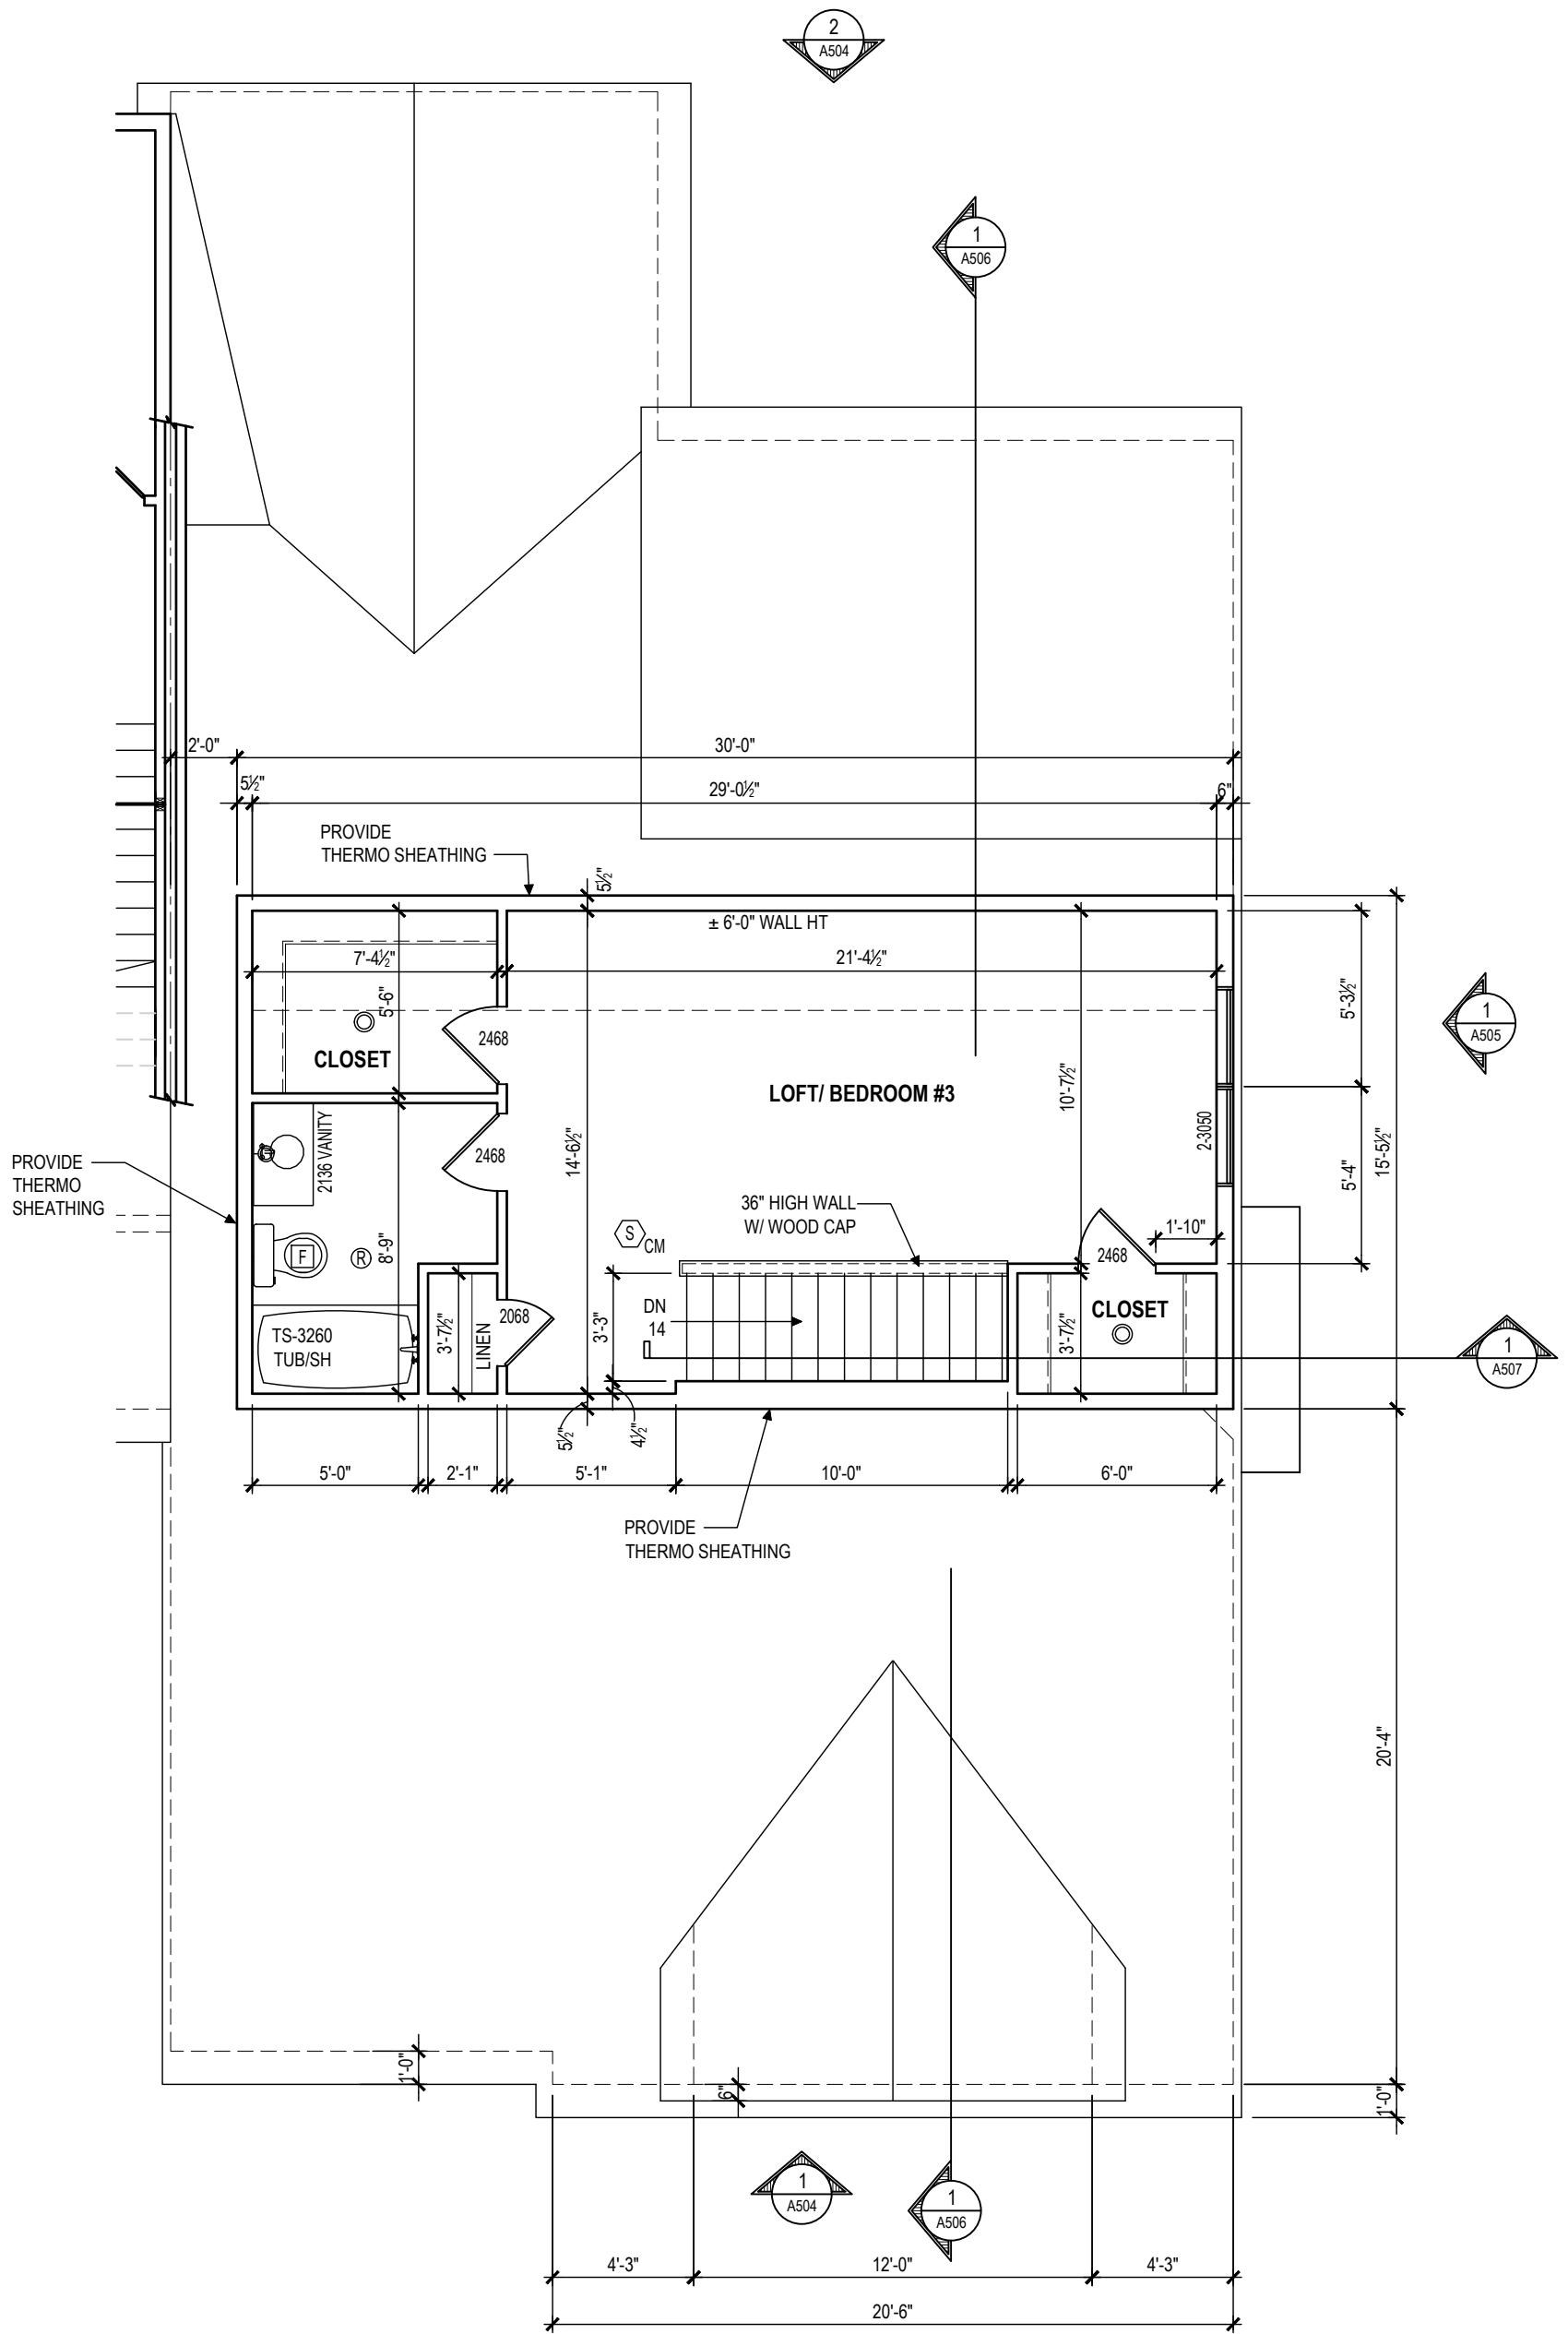 2
A504
1
A506
2'-0"
30'-0"
5½"
29'-0½"
6"
PROVIDE
THERMO SHEATHING
5½"
± 6'-0" WALL HT
7'-4½"
21'-4½"
5'-6"
5'-3½"
1
A505
2468
CLOSET
LOFT/ BEDROOM #3
10'-7½"
2136 VANITY
2-3050
2468
14'-6½"
15'-5½"
5'-4"
PROVIDE
THERMO
SHEATHING
36" HIGH WALL
W/ WOOD CAP
S
CM
1'-10"
F
R
8'-9"
2468
DN
14
CLOSET
2068
TS-3260
TUB/SH
3'-7½"
LINEN
3'-3"
3'-7½"
1
A507
5½"
4½"
5'-0"
2'-1"
5'-1"
10'-0"
6'-0"
PROVIDE
THERMO SHEATHING
20'-4"
1'-0"
6"
1'-0"
1
A504
1
A506
4'-3"
12'-0"
4'-3"
20'-6"